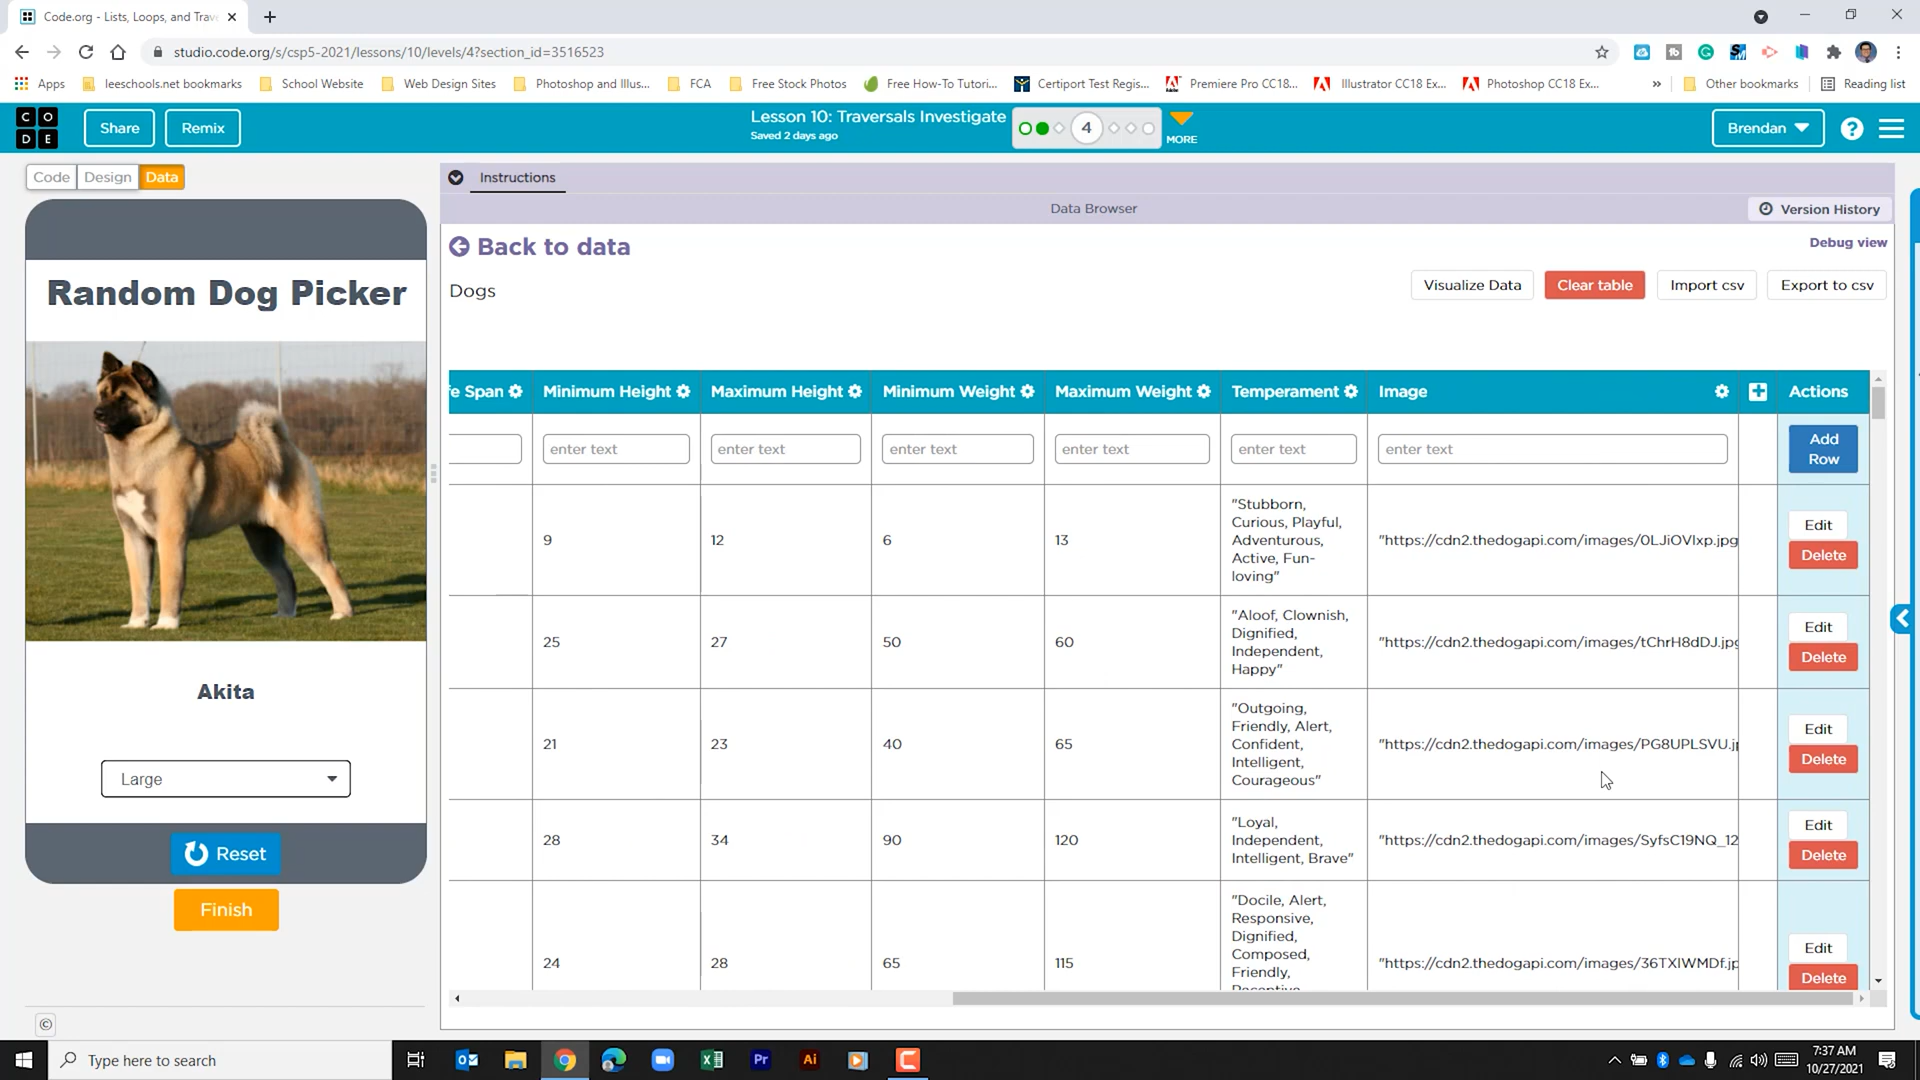 Code.org - Lists, Loops, and Trav
studio.code.org/s/csp5-2021/lessons/10/levels/4?section_id=3516523
Apps
leeschools.net bookmarks
School Website
Web Design Sites
Photoshop and Illus...
FCA
Free Stock Photos
Free How-To Tutori...
Certiport Test Regis...
Premiere Pro CC18...
Illustrator CC18 Ex...
Photoshop CC18 Ex...
Other bookmarks
Reading list
CODE
Share
Remix
Lesson 10: Traversals Investigate
Saved 2 days ago
4
MORE
Brendan
Code
Design
Data
Instructions
Data Browser
Version History
Back to data
Debug view
Dogs
Visualize Data
Clear table
Import csv
Export to csv
Random Dog Picker
Akita
Large
Reset
Finish
fe Span Minimum Height Maximum Height Minimum Weight Maximum Weight Temperament Image Actions
enter text enter text enter text enter text enter text enter text Add
Row
9 12 6 13
"Stubborn,
Curious, Playful,
Adventurous,
Active, Fun-
loving"
"https://cdn2.thedogapi.com/images/0LJiOVlxp.jpg
Edit
Delete
25 27 50 60
"Aloof, Clownish,
Dignified,
Independent,
Happy"
"https://cdn2.thedogapi.com/images/tChrH8dDJ.jpg
Edit
Delete
21 23 40 65
"Outgoing,
Friendly, Alert,
Confident,
Intelligent,
Courageous"
"https://cdn2.thedogapi.com/images/PG8UPLSVU.j
Edit
Delete
28 34 90 120
"Loyal,
Independent,
Intelligent, Brave"
"https://cdn2.thedogapi.com/images/SyfsC19NQ_12
Edit
Delete
24 28 65 115
"Docile, Alert,
Responsive,
Dignified,
Composed,
Friendly,
"https://cdn2.thedogapi.com/images/36TXIWMDf.jp
Edit
Delete
Type here to search
7:37 AM
10/27/2021